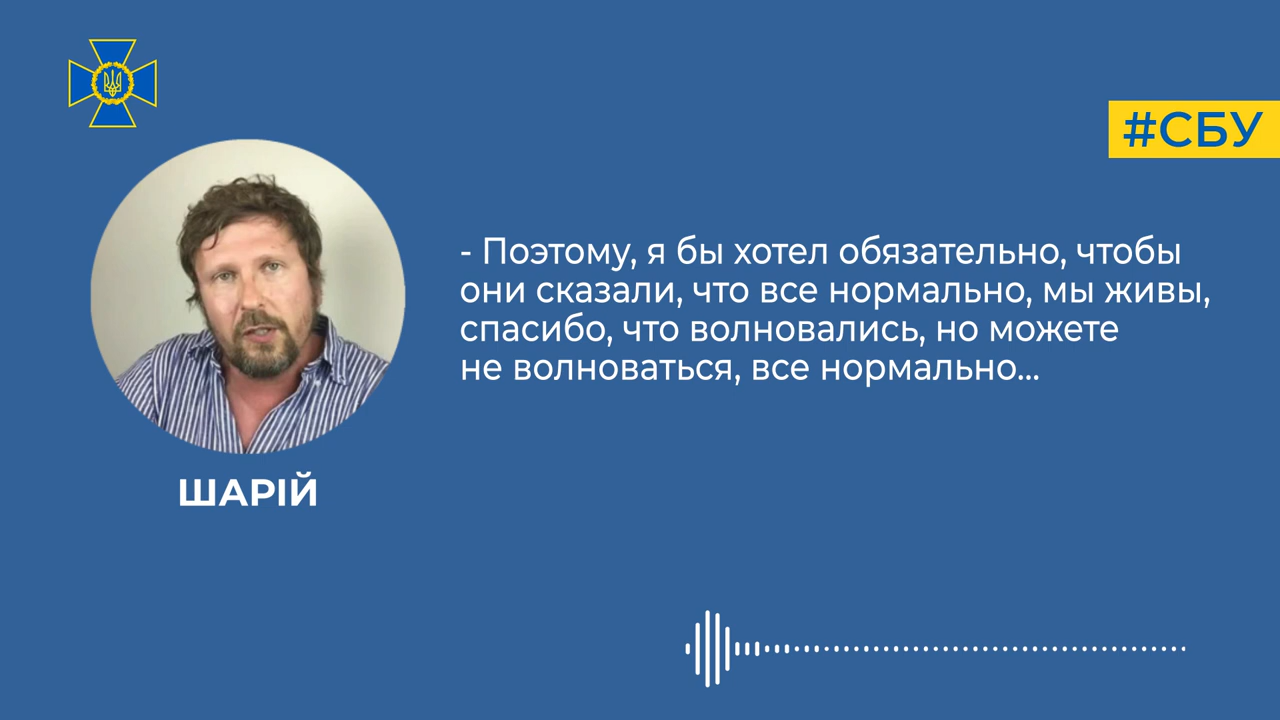 #СБУ
- Поэтому, я бы хотел обязательно, чтобы
они сказали, что все нормально, мы живы,
спасибо, что волновались, но можете
не волноваться, все нормально...
ШАРІЙ